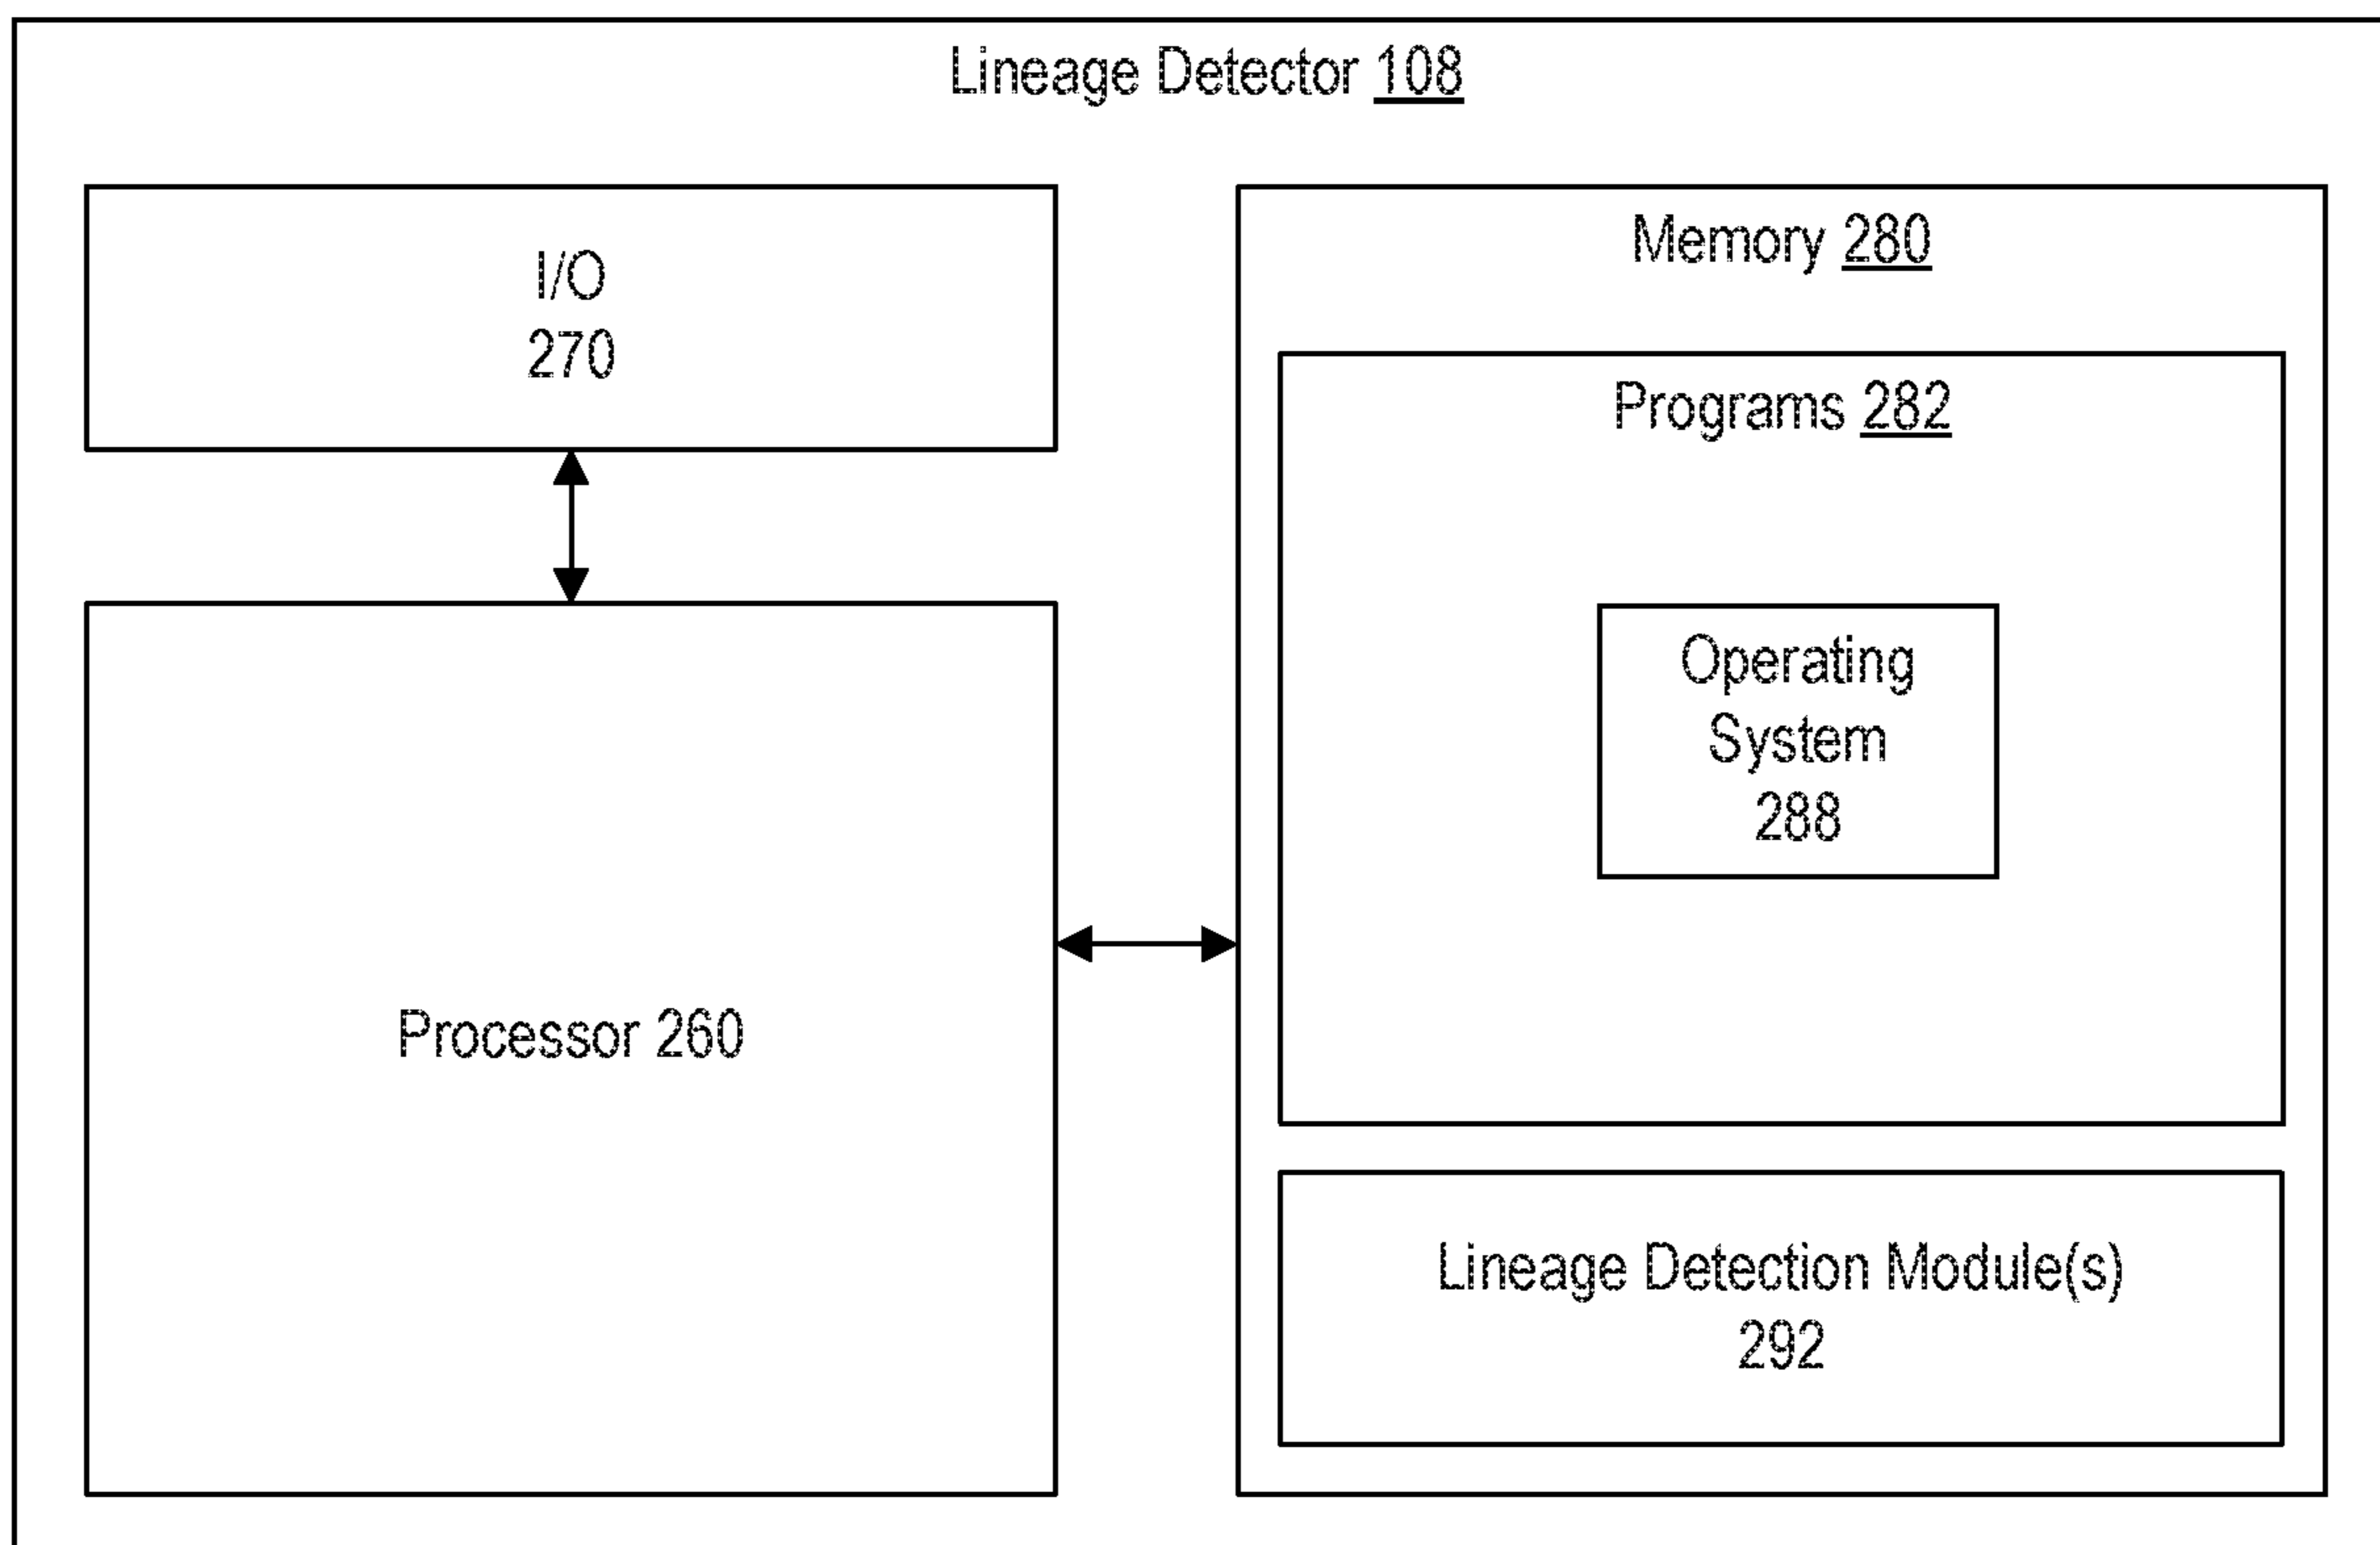 Lineage Detector 108
I/O
270
Processor 260
Memory 280
Programs 282
Operating
System
288
Lineage Detection Module(s)
292